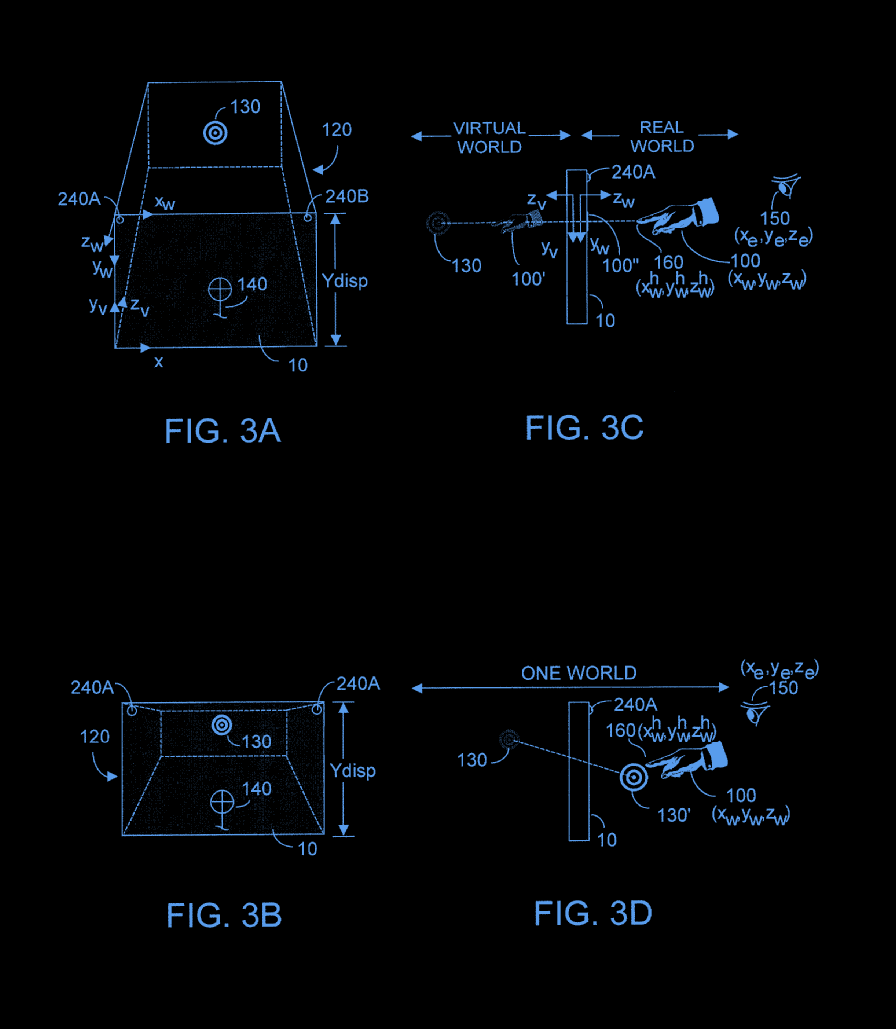 130
120
240A
x_w
240B
z_w
y_w
140
Ydisp
y_v
z_v
10
x
FIG. 3A
VIRTUAL WORLD
REAL WORLD
240A
z_v
z_w
150
(x_e,y_e,z_e)
130
100'
y_v
y_w
100"
160
100
(x_w^h,y_w^h,z_w^h)
(x_w,y_w,z_w)
10
FIG. 3C
240A
240A
120
130
Ydisp
140
10
FIG. 3B
ONE WORLD
(x_e,y_e,z_e)
150
240A
160(x_w^h,y_w^h,z_w^h)
130
130'
100
(x_w,y_w,z_w)
10
FIG. 3D